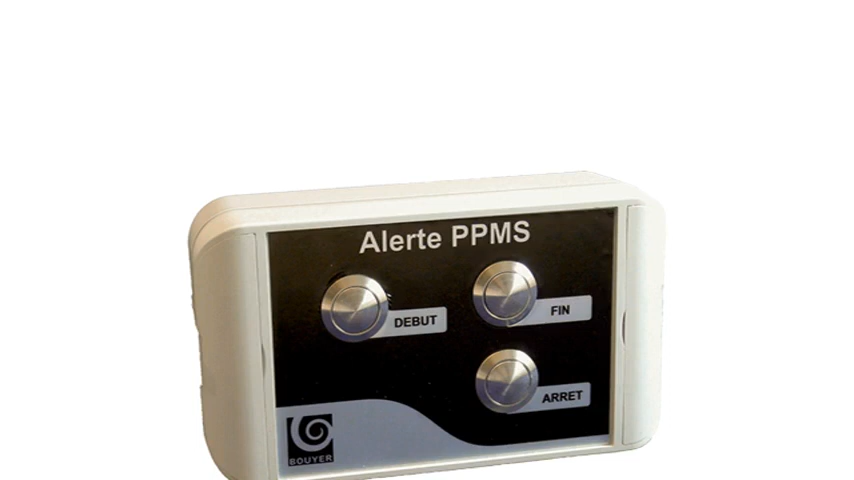 Alerte PPMS
DEBUT
FIN
ARRET
BOUYER